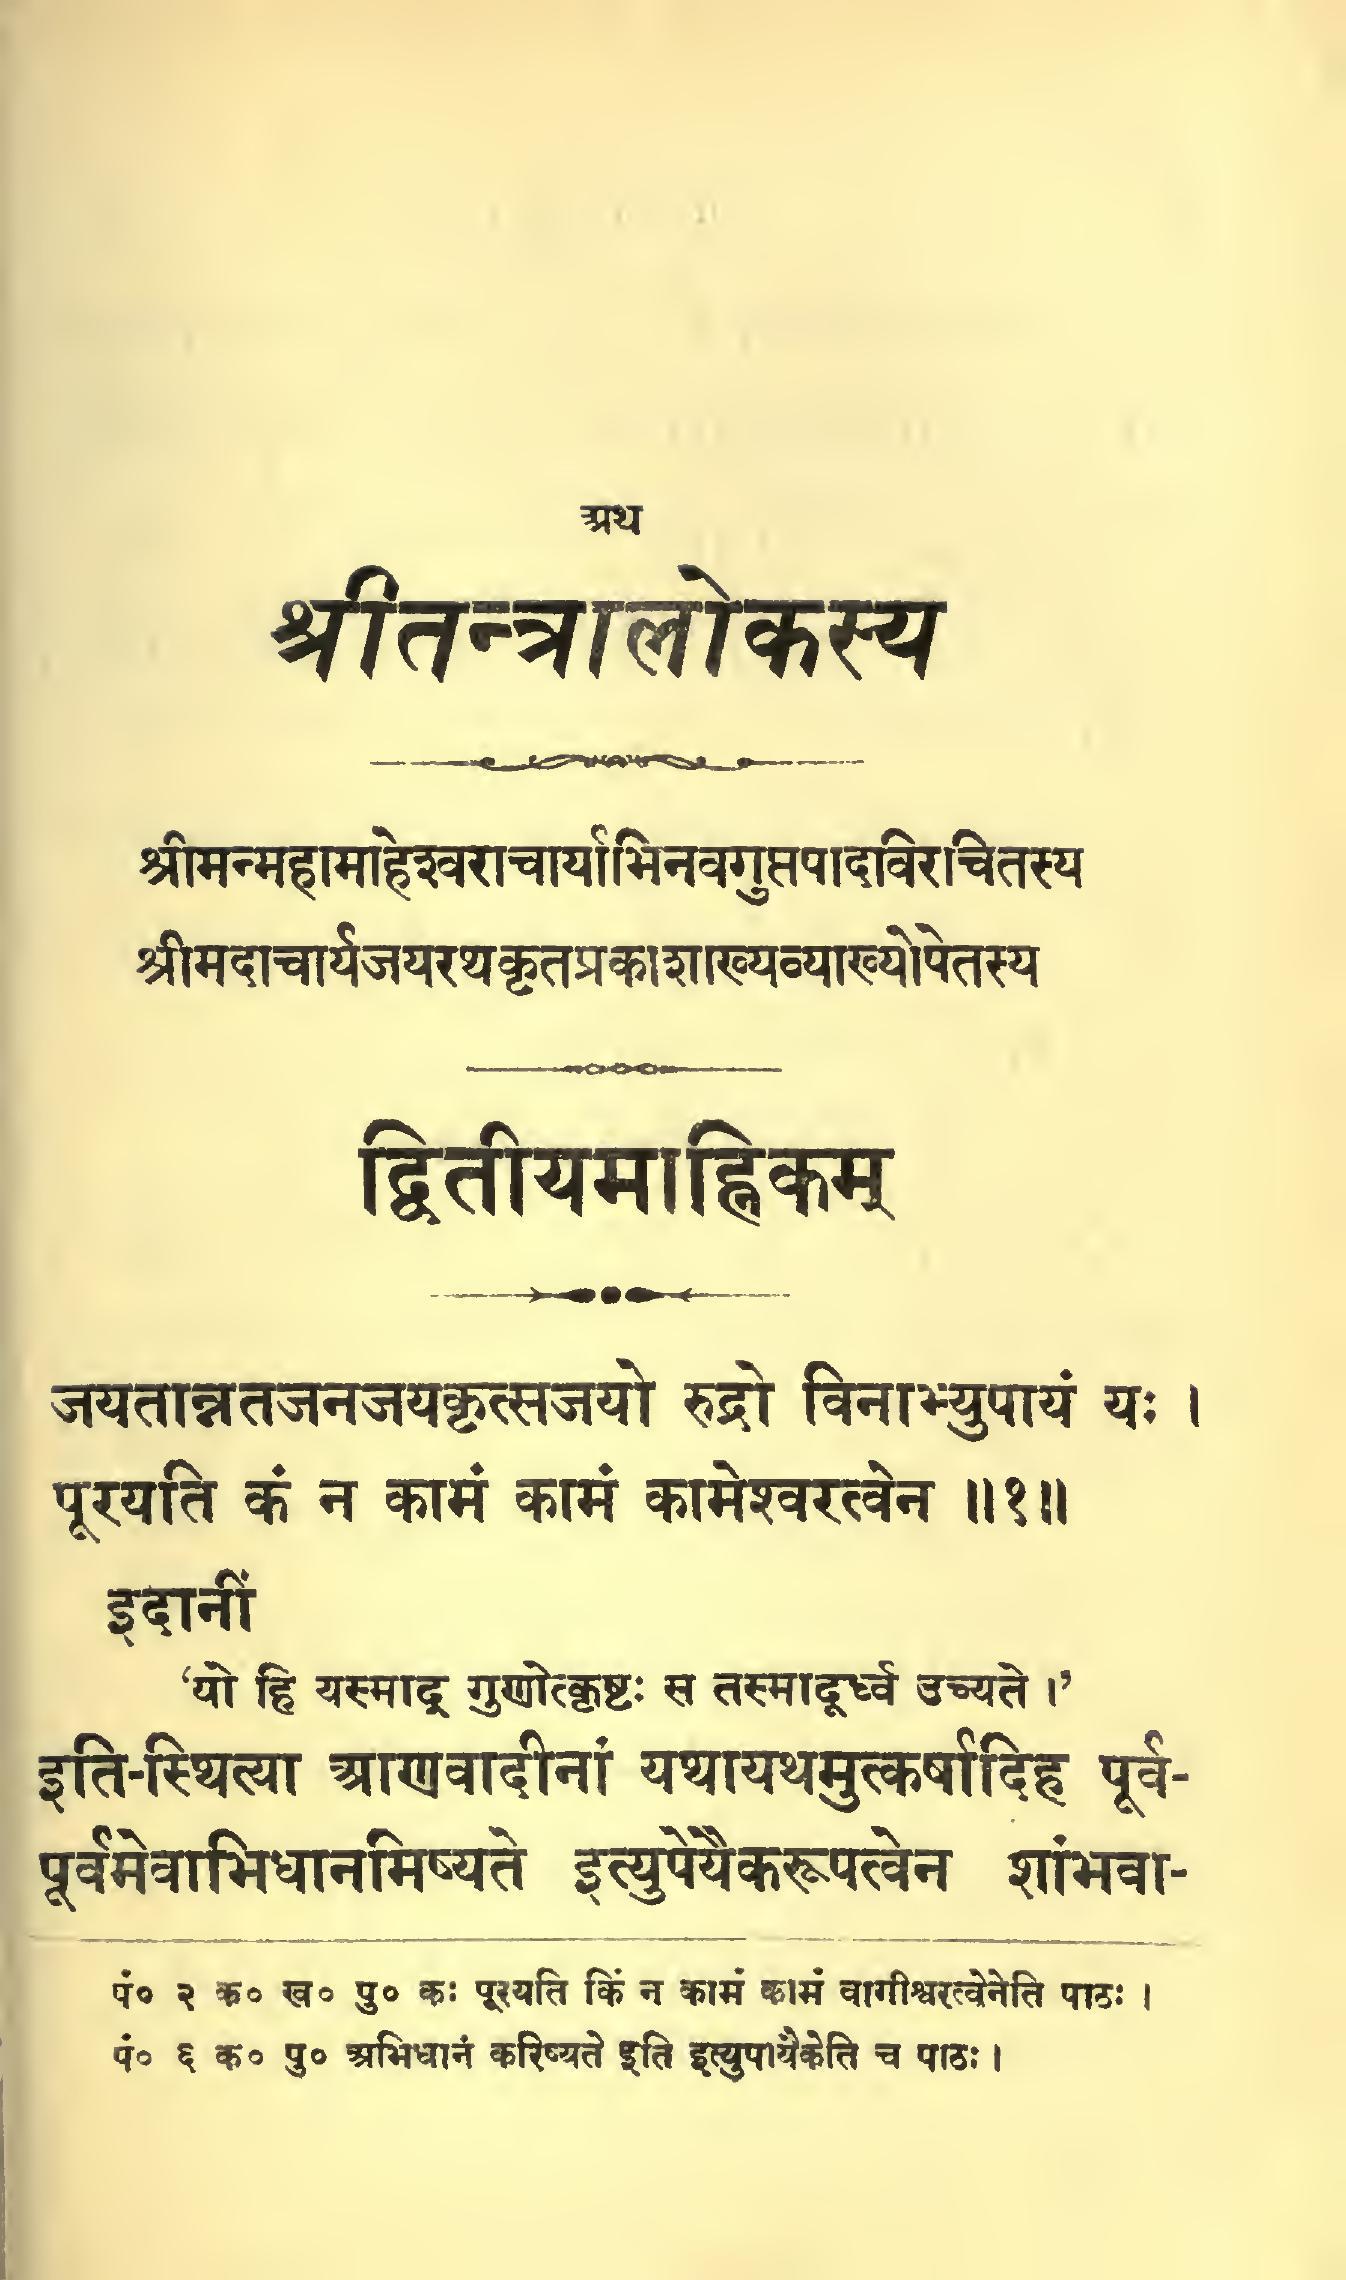 अथ
श्रीतन्त्रालोकस्य
श्रीमन्महामाहेश्वराचार्याभिनवगुप्तपादविरचितस्य
श्रीमदाचार्यजयरथकृतप्रकाशाख्यव्याख्योपेतस्य
द्वितीयमाह्निकम्
जयतान्नतजनजयकृत्सजयो रुद्रो विनाभ्युपायं यः ।
पूरयति कं न कामं कामं कामेश्वरत्वेन ॥१॥
इदानीं
‘यो हि यस्माद् गुणोत्कृष्टः स तस्मादूर्ध्व उच्यते ।’
इति-स्थित्या आणवादीनां यथायथमुत्कर्षादिह पूर्व-
पूर्वमेवाभिधानमिष्यते इत्युपेयैकरूपत्वेन शांभवा-
पं० २ क० ख० पु० कः पूरयति किं न कामं कामं वागीश्वरत्वेनेति पाठः ।
पं० ६ क० पु० अभिधानं करिष्यते इति इत्युपायैकेति च पाठः ।